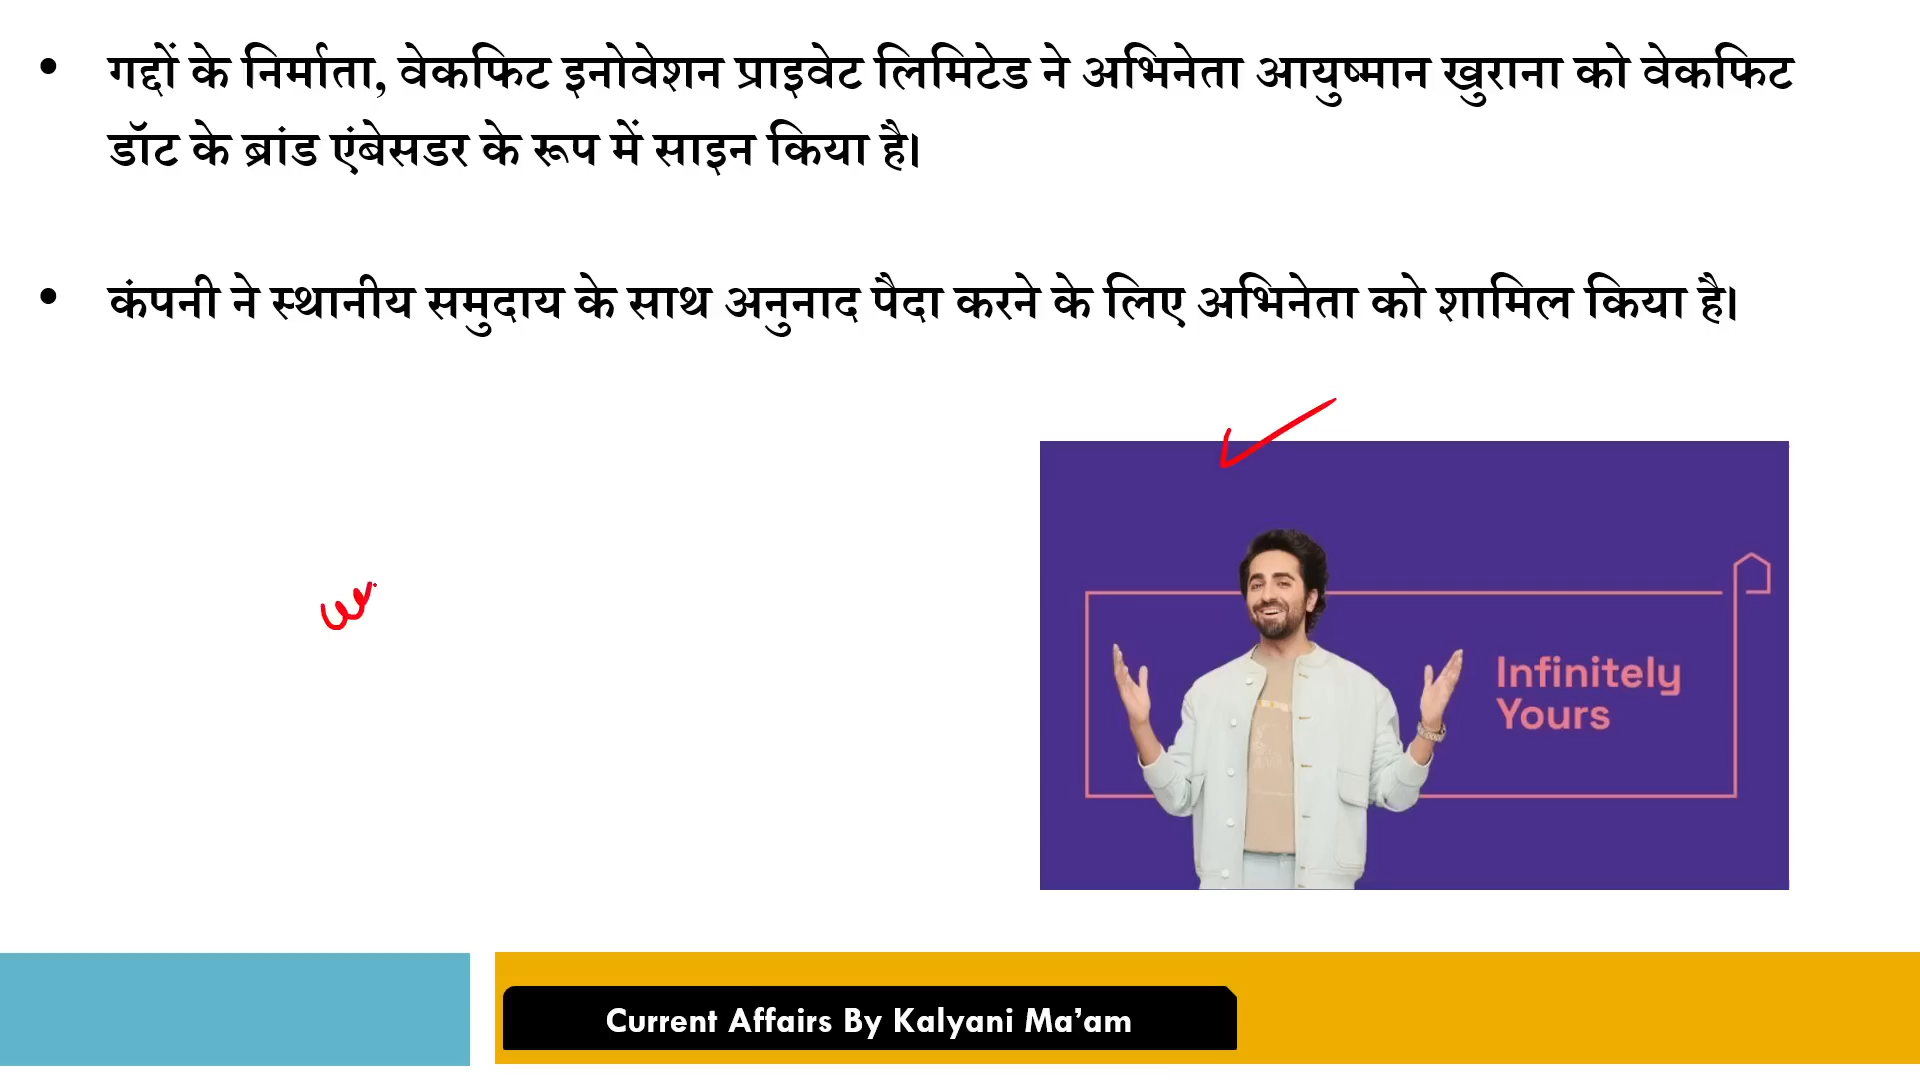 • गद्दों के निर्माता, वेकफिट इनोवेशन प्राइवेट लिमिटेड ने अभिनेता आयुष्मान खुराना को वेकफिट
डॉट के ब्रांड एंबेसडर के रूप में साइन किया है।
• कंपनी ने स्थानीय समुदाय के साथ अनुनाद पैदा करने के लिए अभिनेता को शामिल किया है।
Infinitely
Yours
Current Affairs By Kalyani Ma’am